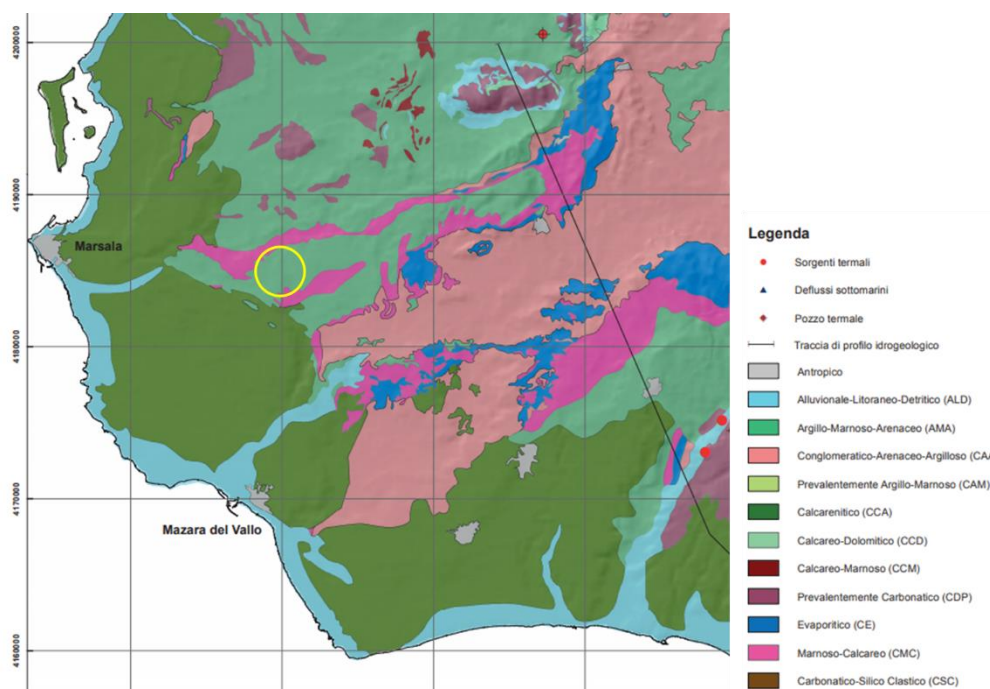 4200000
4190000
4180000
4170000
4160000
Marsala
Mazara del Vallo
Legenda
Sorgenti termali
Deflussi sottomarini
Pozzo termale
Traccia di profilo idrogeologico
Antropico
Alluvionale-Litoraneo-Detritico (ALD)
Argillo-Marnoso-Arenaceo (AMA)
Conglomeratico-Arenaceo-Argilloso (CAA
Prevalentemente Argillo-Marnoso (CAM)
Calcarenitico (CCA)
Calcareo-Dolomitico (CCD)
Calcareo-Marnoso (CCM)
Prevalentemente Carbonatico (CDP)
Evaporitico (CE)
Marnoso-Calcareo (CMC)
Carbonatico-Silico Clastico (CSC)